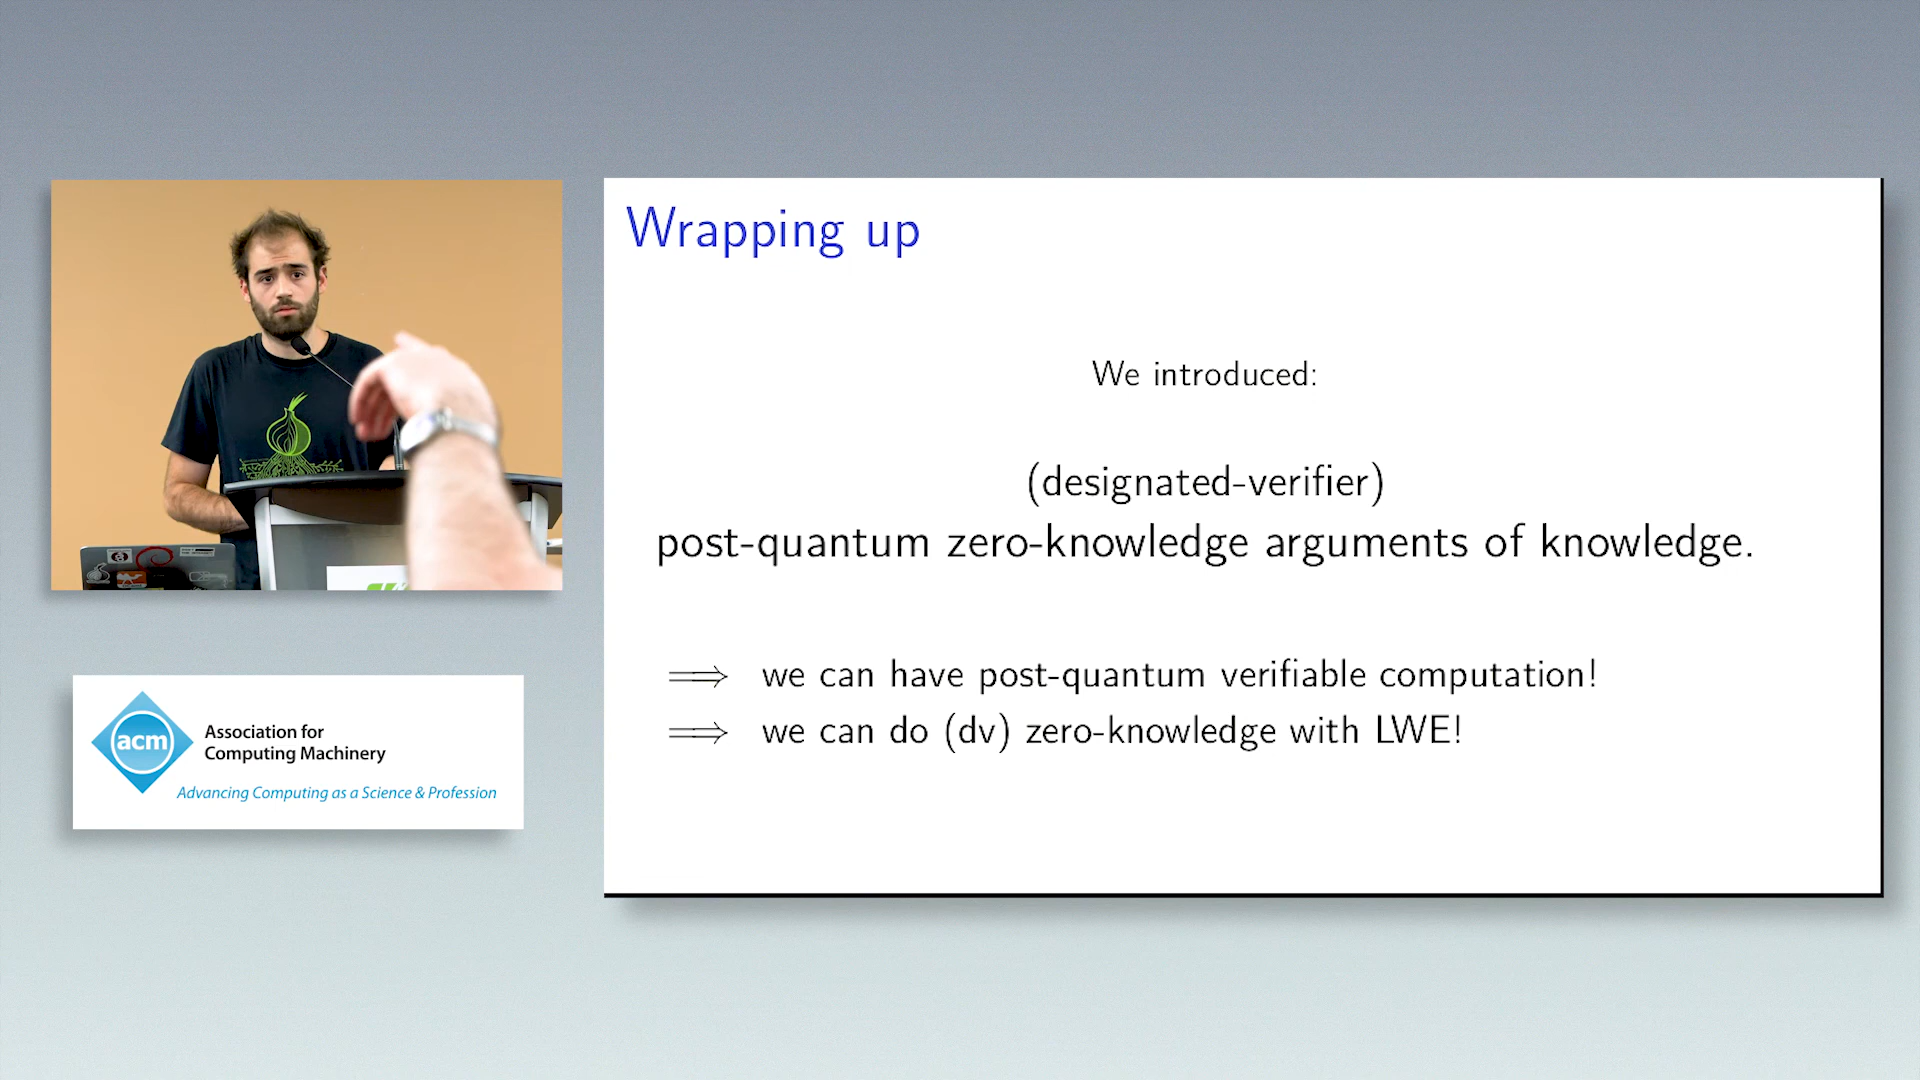 Wrapping up
We introduced:
(designated-verifier)
post-quantum zero-knowledge arguments of knowledge.
⟹ we can have post-quantum verifiable computation!
⟹ we can do (dv) zero-knowledge with LWE!
acm
Association for
Computing Machinery
Advancing Computing as a Science & Profession